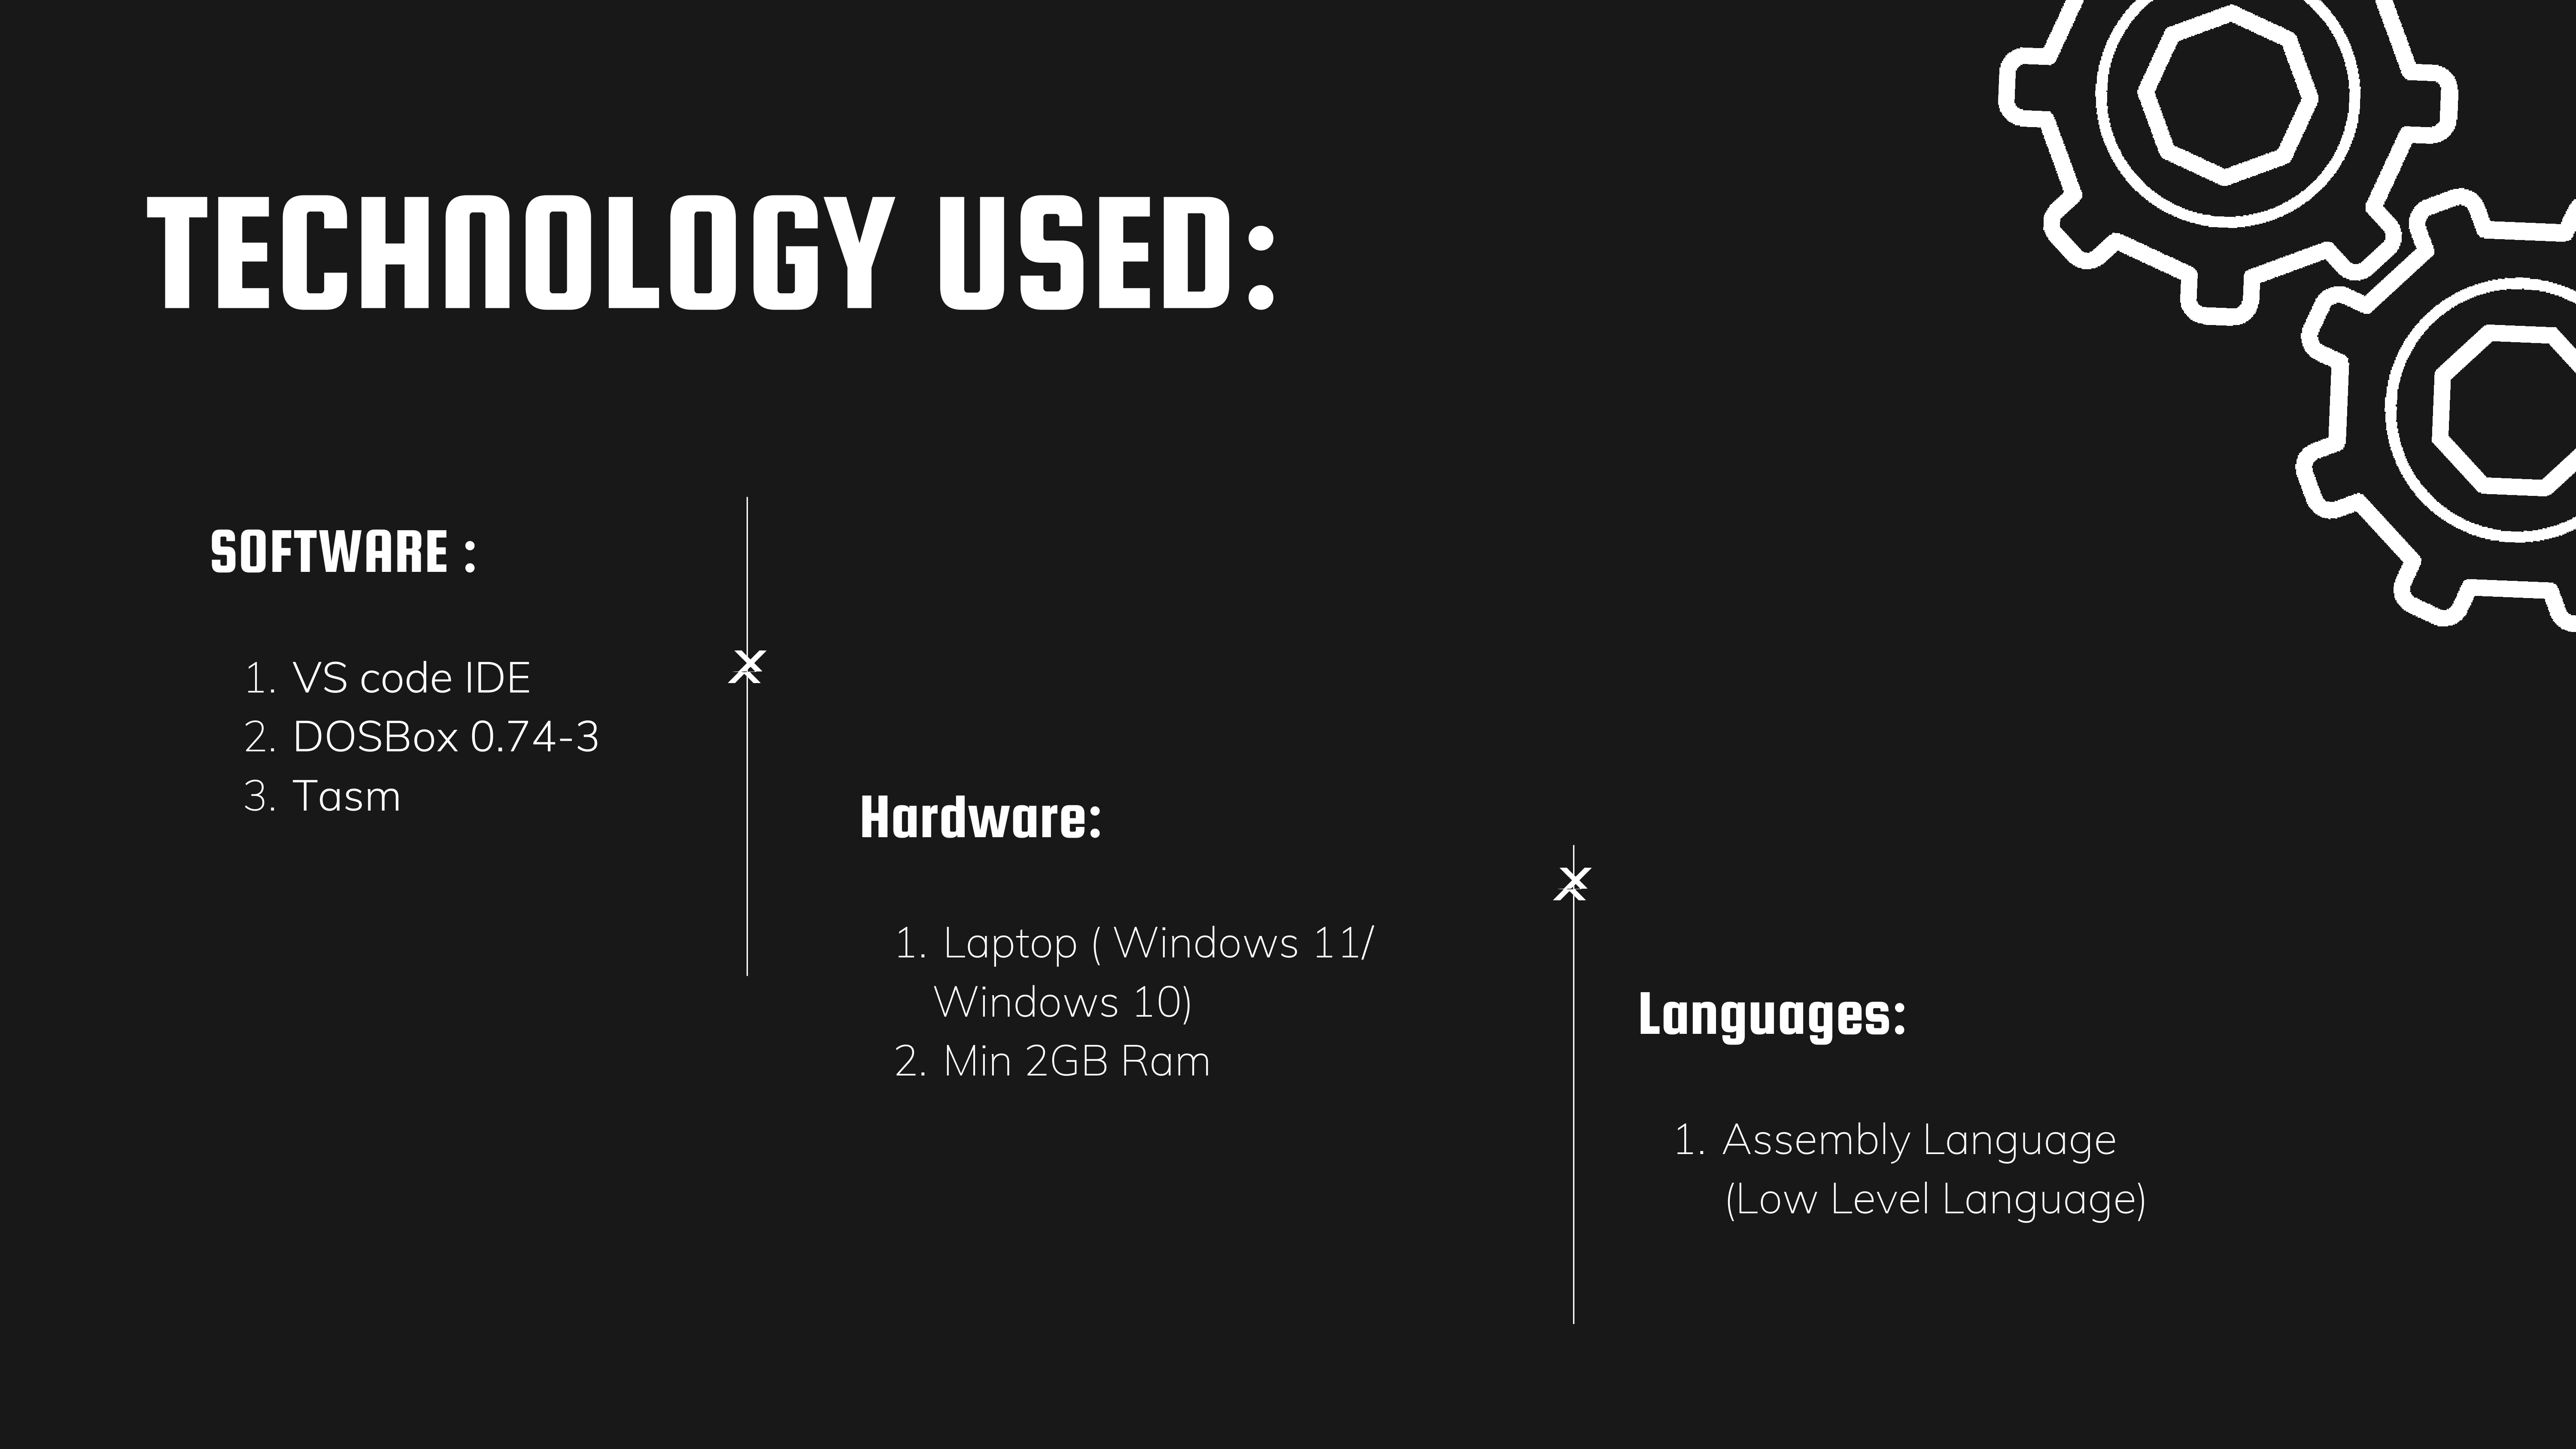 TECHNOLOGY USED:
SOFTWARE :
1. VS code IDE
2. DOSBox 0.74-3
3. Tasm
Hardware:
1. Laptop ( Windows 11/
Windows 10)
2. Min 2GB Ram
Languages:
1. Assembly Language
(Low Level Language)